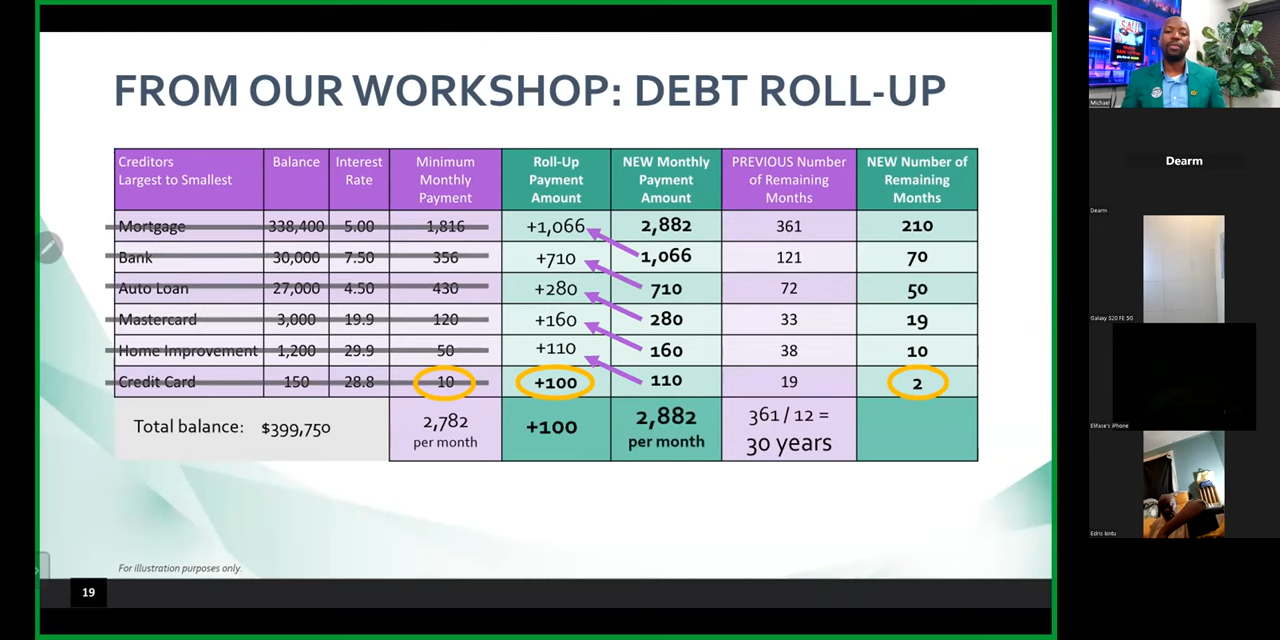 FROM OUR WORKSHOP: DEBT ROLL-UP
Creditors
Largest to Smallest
Balance
Interest
Rate
Minimum
Monthly
Payment
Roll-Up
Payment
Amount
NEW Monthly
Payment
Amount
PREVIOUS Number
of Remaining
Months
NEW Number of
Remaining
Months
Mortgage 338,400 5.00 1,816 +1,066 2,882 361 210
Bank 30,000 7.50 356 +710 1,066 121 70
Auto Loan 27,000 4.50 430 +280 710 72 50
Mastercard 3,000 19.9 120 +160 280 33 19
Home Improvement 1,200 29.9 50 +110 160 38 10
Credit Card 150 28.8 10 +100 110 19 2
Total balance: $399,750
2,782
per month
+100
2,882
per month
361 / 12 =
30 years
For illustration purposes only.
19
Michael
Dearm
Dearm
Galaxy S20 FE 5G
Elifase's iPhone
Edris Isntu